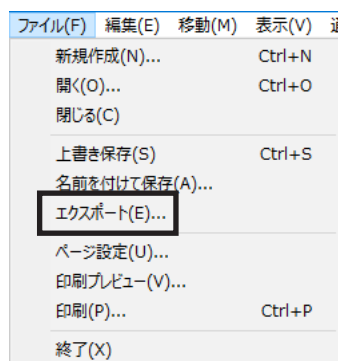 ファイル(F) 編集(E) 移動(M) 表示(V)
新規作成(N)... Ctrl+N
開く(O)... Ctrl+O
閉じる(C)
上書き保存(S) Ctrl+S
名前を付けて保存(A)...
エクスポート(E)...
ページ設定(U)...
印刷プレビュー(V)...
印刷(P)... Ctrl+P
終了(X)